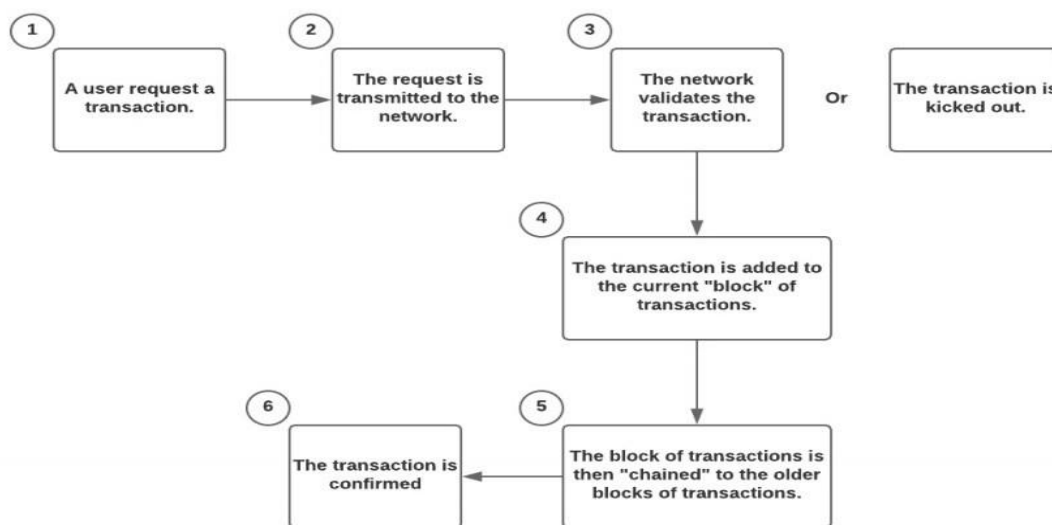 1
A user request a
transaction.
2
The request is
transmitted to the
network.
3
The network
validates the
transaction.
Or
The transaction is
kicked out.
4
The transaction is added to
the current "block" of
transactions.
5
The block of transactions is
then "chained" to the older
blocks of transactions.
6
The transaction is
confirmed